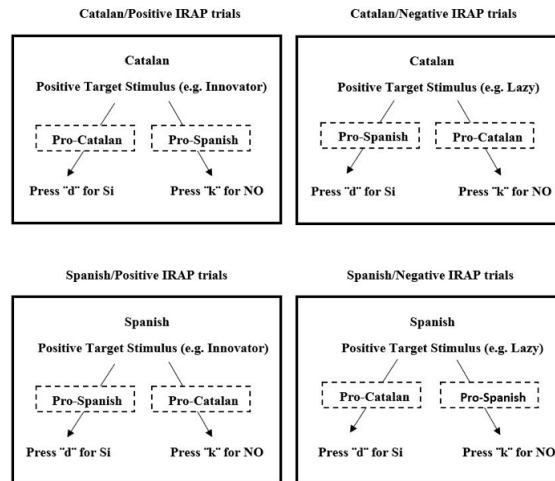 Catalan/Positive IRAP trials
Catalan
Positive Target Stimulus (e.g. Innovator)
Pro-Catalan Pro-Spanish
Press ¨d¨ for Si Press ¨k¨ for NO
Catalan/Negative IRAP trials
Catalan
Positive Target Stimulus (e.g. Lazy)
Pro-Spanish Pro-Catalan
Press ¨d¨ for Si Press ¨k¨ for NO
Spanish/Positive IRAP trials
Spanish
Positive Target Stimulus (e.g. Innovator)
Pro-Spanish Pro-Catalan
Press ¨d¨ for Si Press ¨k¨ for NO
Spanish/Negative IRAP trials
Spanish
Positive Target Stimulus (e.g. Lazy)
Pro-Catalan Pro-Spanish
Press ¨d¨ for Si Press ¨k¨ for NO